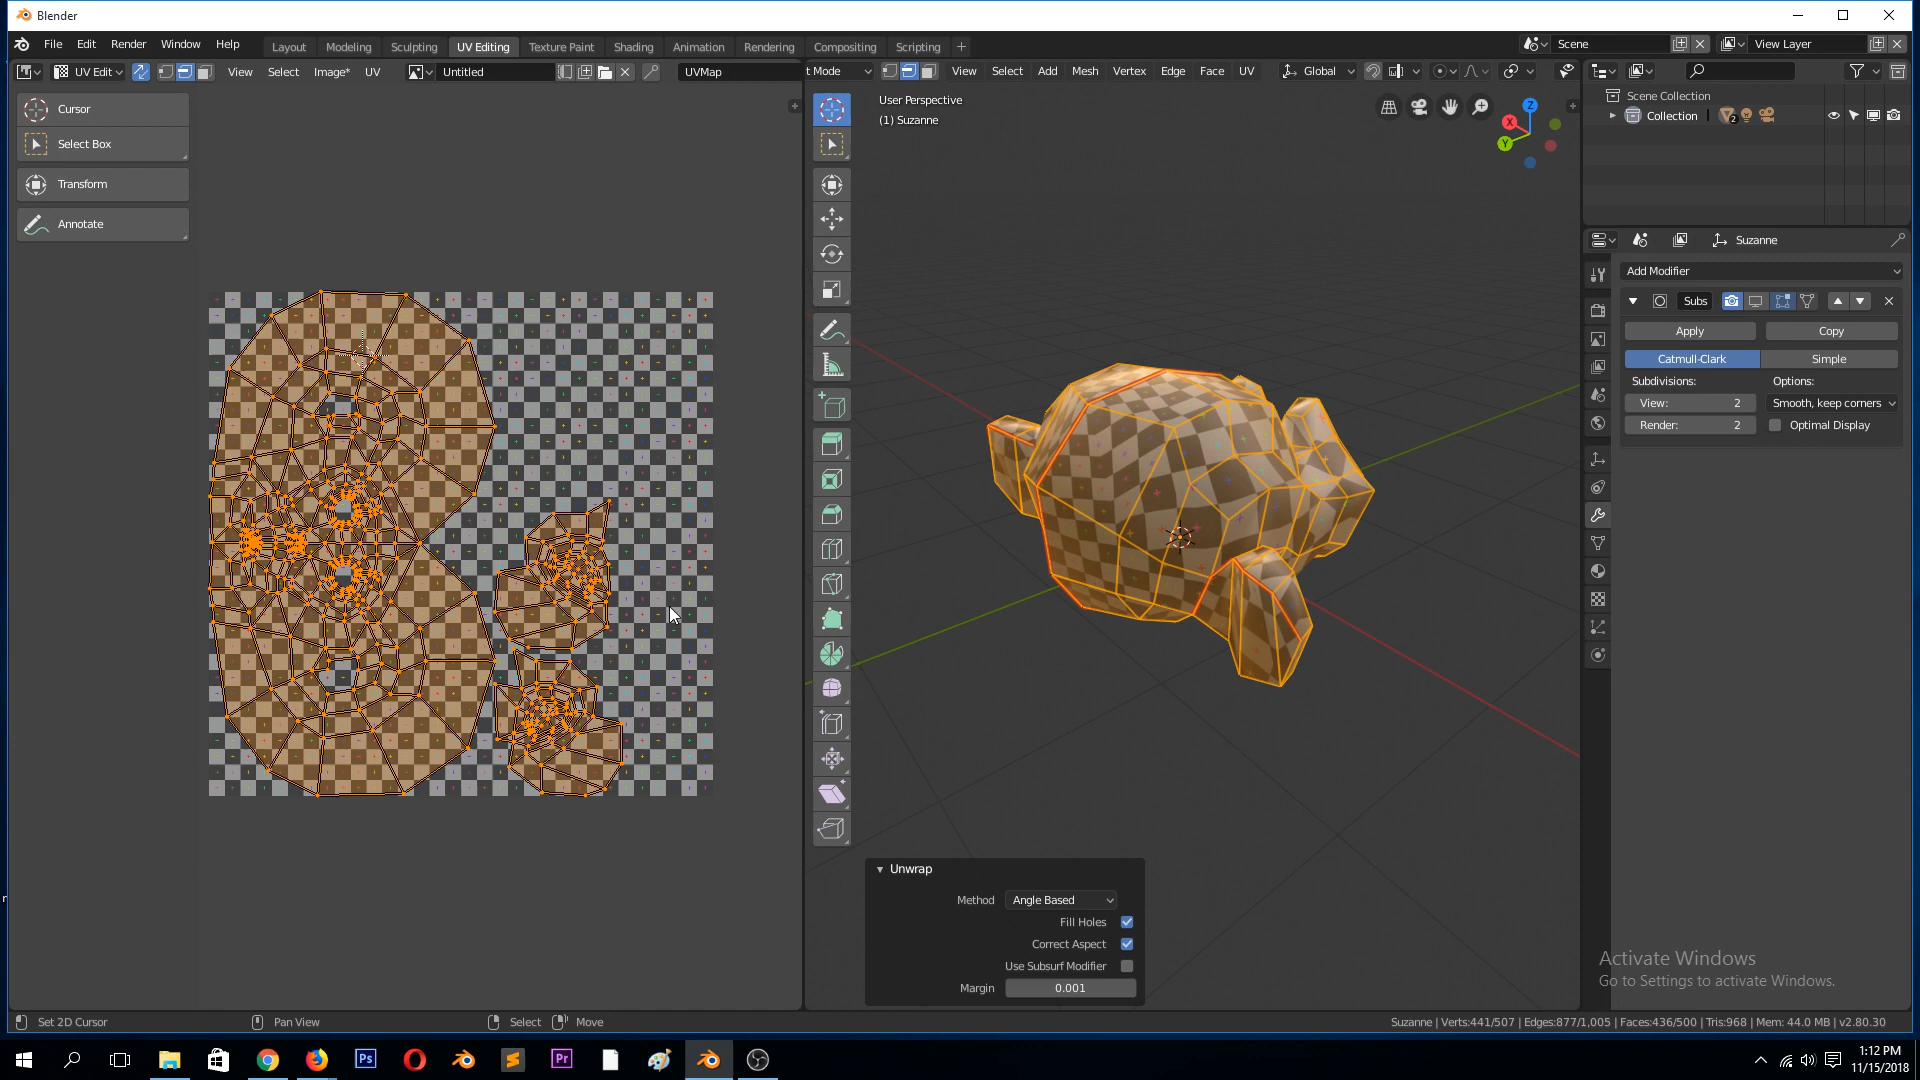 Blender
File Edit Render Window Help
Layout Modeling Sculpting UV Editing Texture Paint Shading Animation Rendering Compositing Scripting
Scene
View Layer
UV Edit
View Select Image* UV
Untitled
UVMap
t Mode
View Select Add Mesh Vertex Edge Face UV
Global
Cursor
Select Box
Transform
Annotate
User Perspective
(1) Suzanne
Z
X
Y
Scene Collection
Collection
2
Suzanne
Add Modifier
Subs
Apply
Copy
Catmull-Clark
Simple
Subdivisions:
Options:
View: 2
Smooth, keep corners
Render: 2
Optimal Display
Unwrap
Method Angle Based
Fill Holes
Correct Aspect
Use Subsurf Modifier
Margin 0.001
Activate Windows
Go to Settings to activate Windows.
Set 2D Cursor
Pan View
Select
Move
Suzanne | Verts:441/507 | Edges:877/1,005 | Faces:436/500 | Tris:968 | Mem: 44.0 MB | v2.80.30
Ps
Pr
1:12 PM
11/15/2018